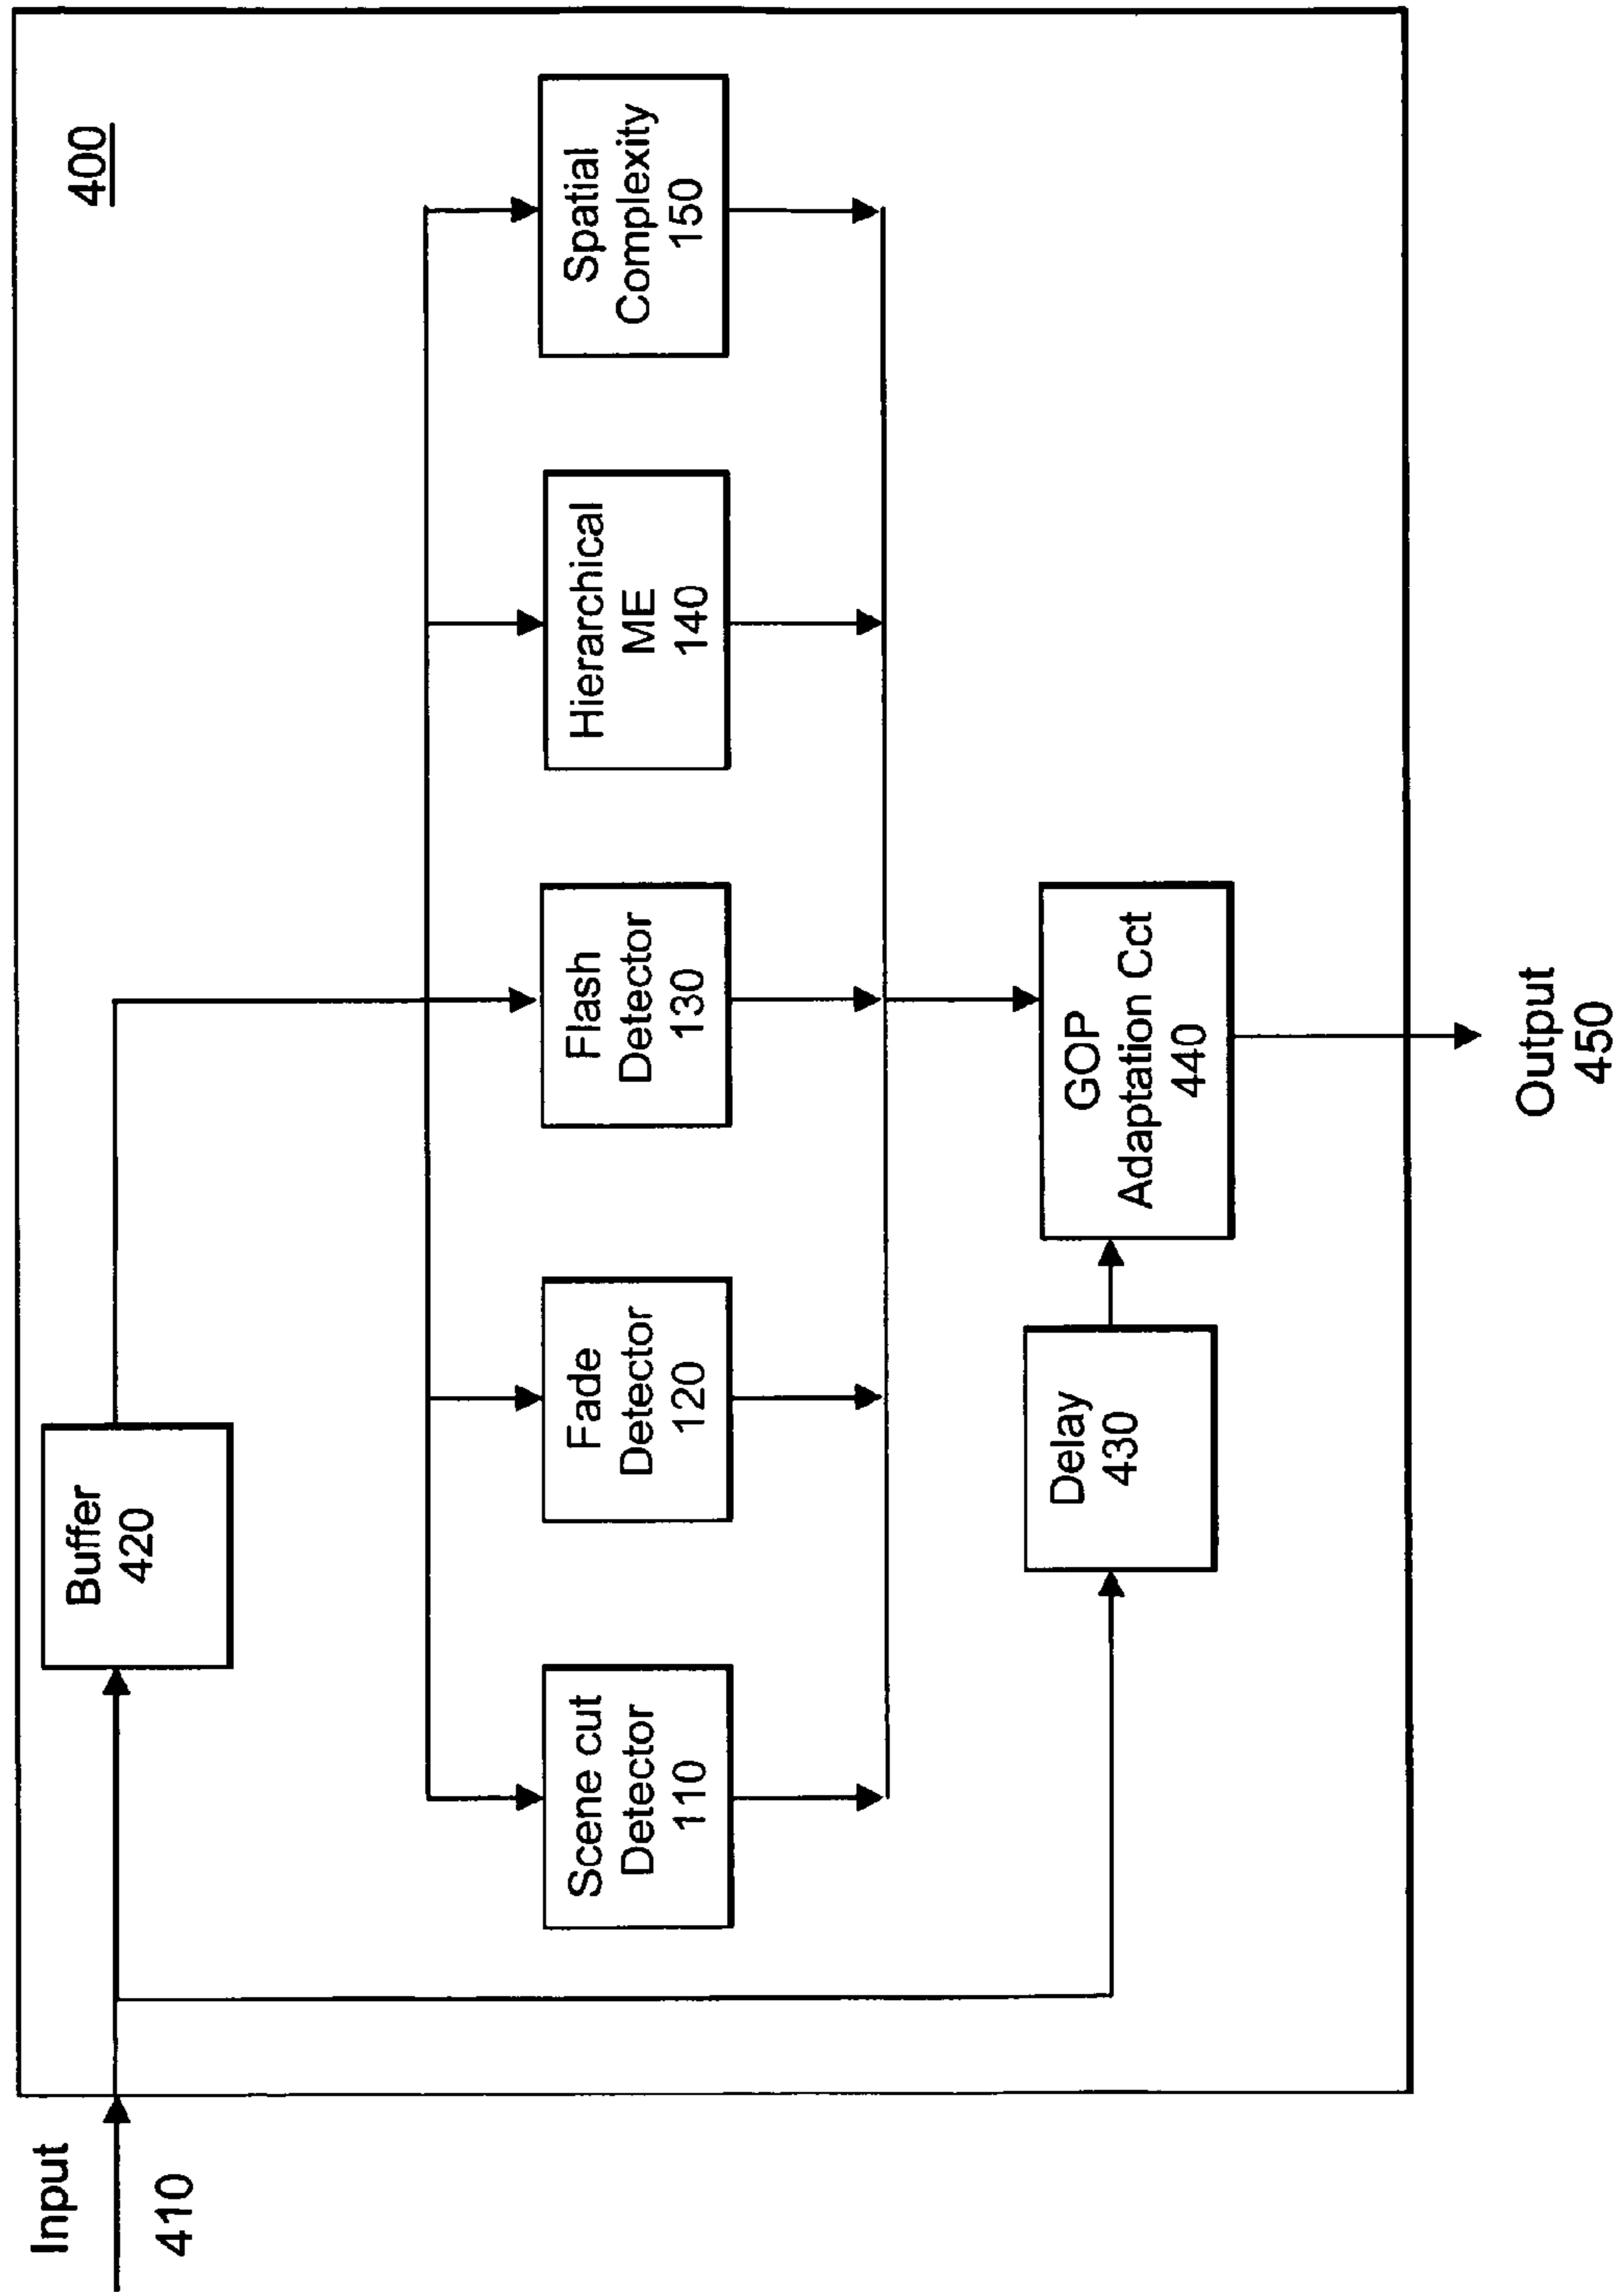 400
Input
410
Buffer
420
Scene cut
Detector
110
Fade
Detector
120
Flash
Detector
130
Hierarchical
ME
140
Spatial
Complexity
150
Delay
430
GOP
Adaptation Cct
440
Output
450